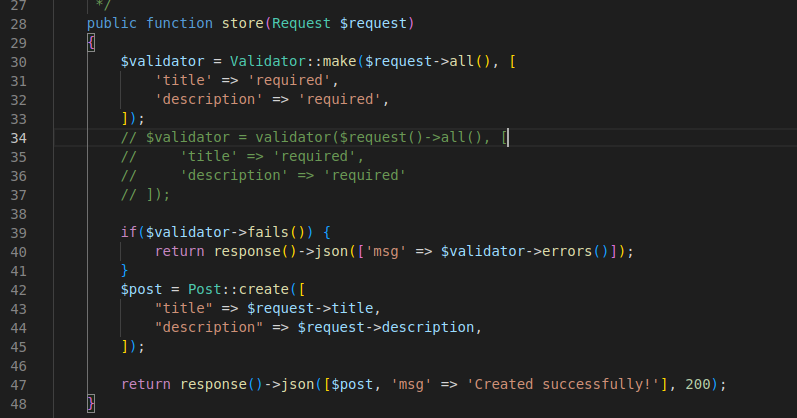 27 */
28 public function store(Request $request)
29 {
30 $validator = Validator::make($request->all(), [
31 'title' => 'required',
32 'description' => 'required',
33 ]);
34 // $validator = validator($request()->all(), [
35 // 'title' => 'required',
36 // 'description' => 'required'
37 // ]);
38
39 if($validator->fails()) {
40 return response()->json(['msg' => $validator->errors()]);
41 }
42 $post = Post::create([
43 "title" => $request->title,
44 "description" => $request->description,
45 ]);
46
47 return response()->json([$post, 'msg' => 'Created successfully!'], 200);
48 }